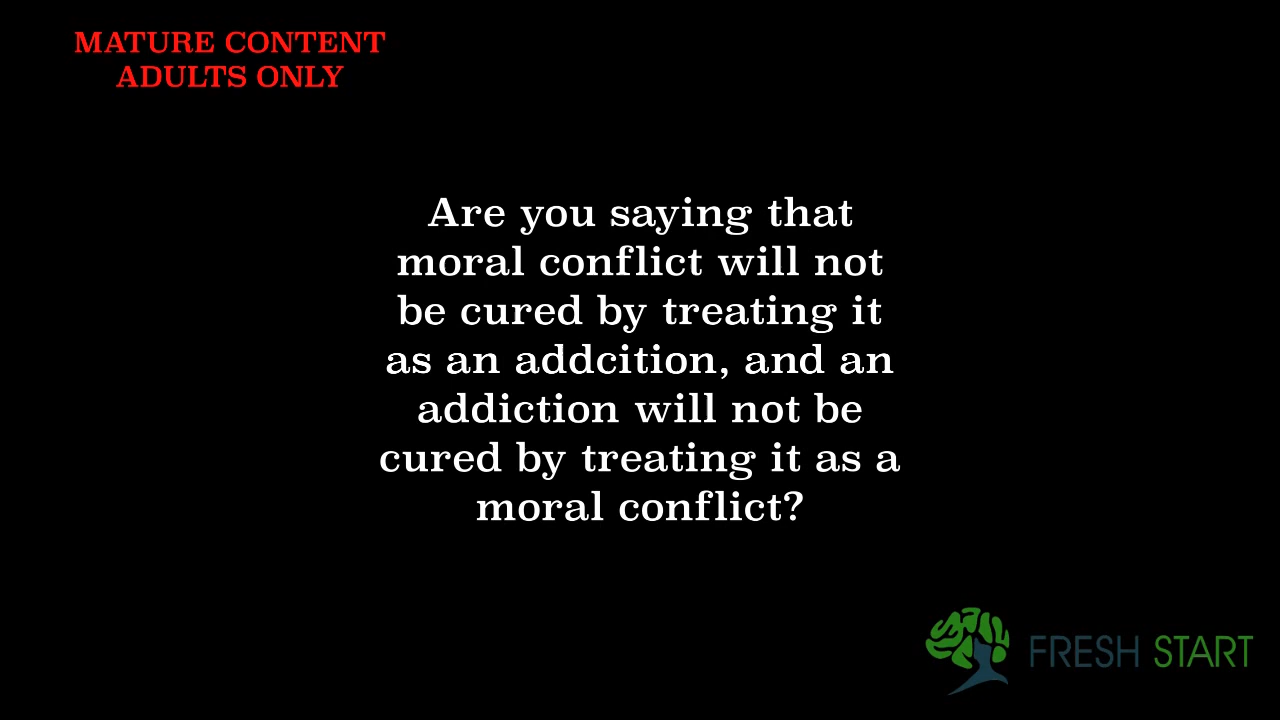 MATURE CONTENT
ADULTS ONLY
Are you saying that
moral conflict will not
be cured by treating it
as an addcition, and an
addiction will not be
cured by treating it as a
moral conflict?
FRESH START